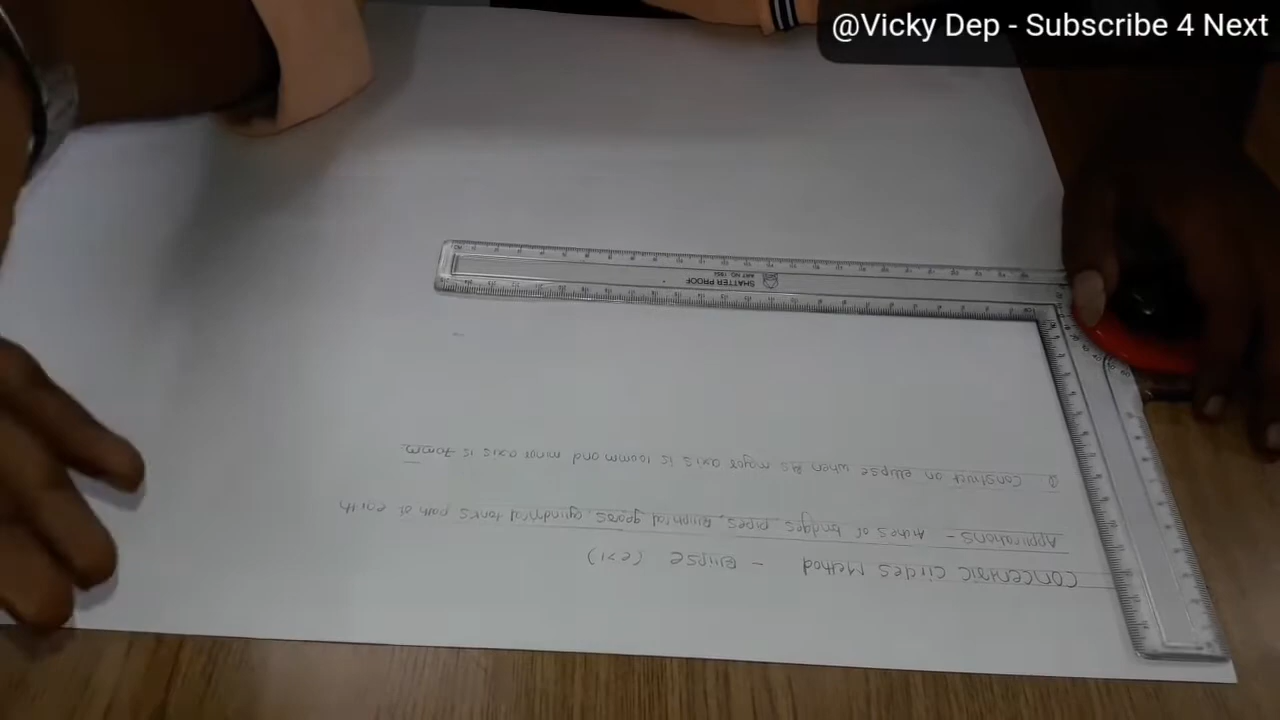 @Vicky Dep - Subscribe 4 Next
SHATTER PROOF
Concentric Circles Method - Ellipse (e>1)
Applications - Arches of bridges, pipes, Elliphical gears, cylindrical tanks path of earth
Q Construct an ellipse when its major axis is 100mm and minor axis is 70mm.